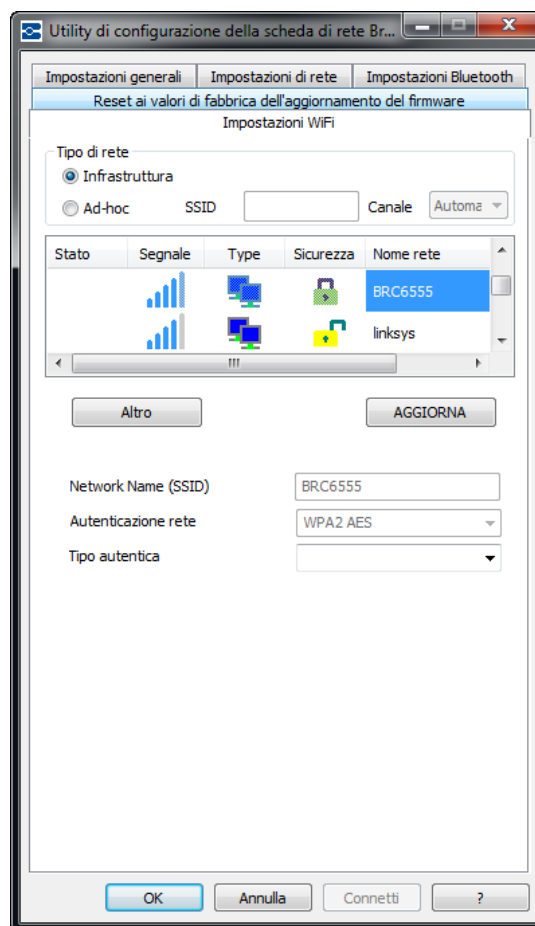 Utility di configurazione della scheda di rete Br...
Impostazioni generali Impostazioni di rete Impostazioni Bluetooth
Reset ai valori di fabbrica dell'aggiornamento del firmware
Impostazioni WiFi
Tipo di rete
Infrastruttura
Ad-hoc SSID Canale Automa
Stato Segnale Type Sicurezza Nome rete
BRC6555
linksys
Altro AGGIORNA
Network Name (SSID) BRC6555
Autenticazione rete WPA2 AES
Tipo autentica
OK Annulla Connetti ?